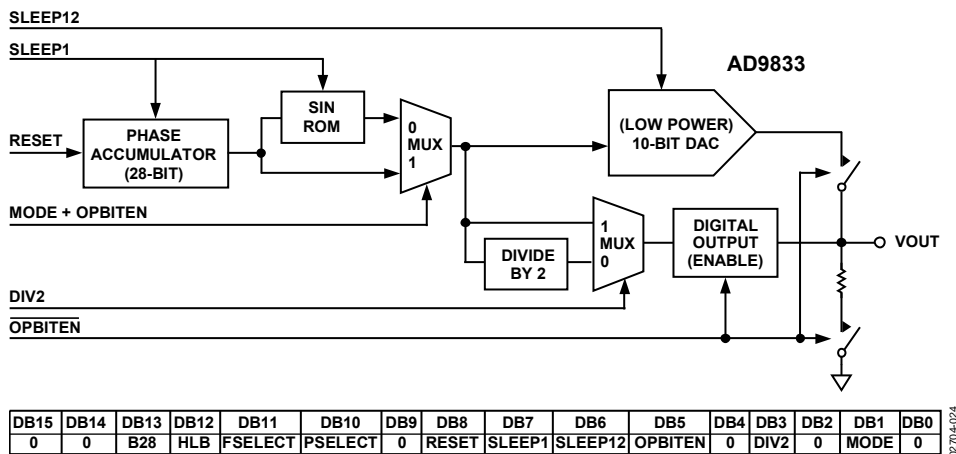 SLEEP12
SLEEP1
AD9833
RESET
PHASE
ACCUMULATOR
(28-BIT)
SIN
ROM
0
MUX
1
(LOW POWER)
10-BIT DAC
MODE + OPBITEN
1
MUX
0
DIVIDE
BY 2
DIGITAL
OUTPUT
(ENABLE)
VOUT
DIV2
OPBITEN
DB15 DB14 DB13 DB12 DB11 DB10 DB9 DB8 DB7 DB6 DB5 DB4 DB3 DB2 DB1 DB0
0 0 B28 HLB FSELECT PSELECT 0 RESET SLEEP1 SLEEP12 OPBITEN 0 DIV2 0 MODE 0
02704-024